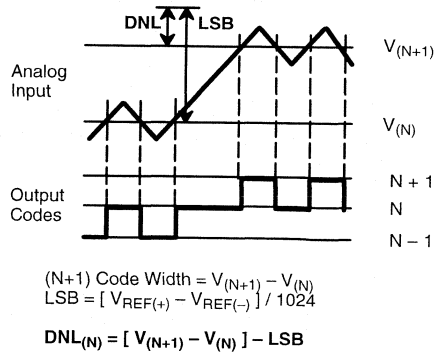 DNL LSB
V(N+1)
Analog
Input
V(N)
N + 1
Output
Codes
N
N – 1
(N+1) Code Width = V(N+1) – V(N)
LSB = [ VREF(+) – VREF(–) ] / 1024
DNL(N) = [ V(N+1) – V(N) ] – LSB